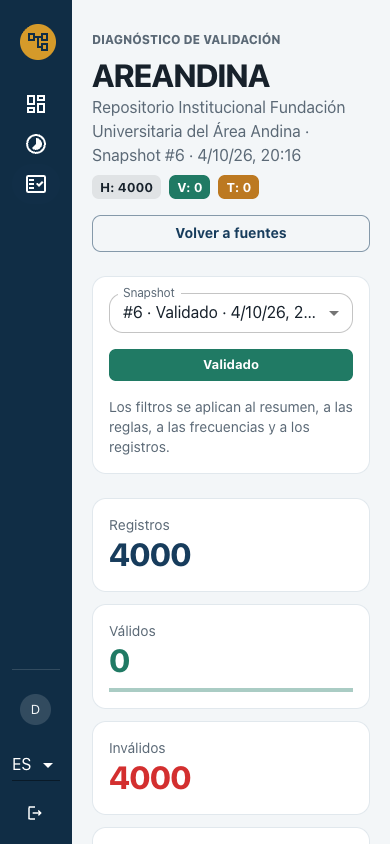 DIAGNÓSTICO DE VALIDACIÓN
AREANDINA
Repositorio Institucional Fundación
Universitaria del Área Andina ·
Snapshot #6 · 4/10/26, 20:16
H: 4000
V: 0
T: 0
Volver a fuentes
Snapshot
#6 · Validado · 4/10/26, 2...
Validado
Los filtros se aplican al resumen, a las
reglas, a las frecuencias y a los
registros.
Registros
4000
Válidos
0
Inválidos
4000
D
ES